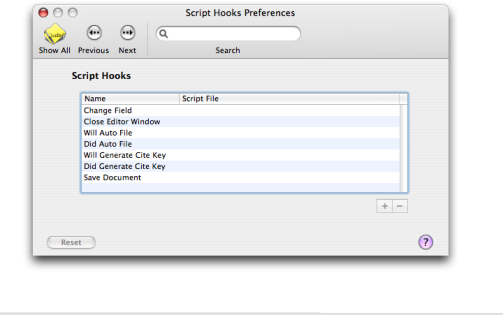 Script Hooks Preferences
Show All Previous Next Search
Script Hooks
Name Script File
Change Field
Close Editor Window
Will Auto File
Did Auto File
Will Generate Cite Key
Did Generate Cite Key
Save Document
+ −
Reset ?